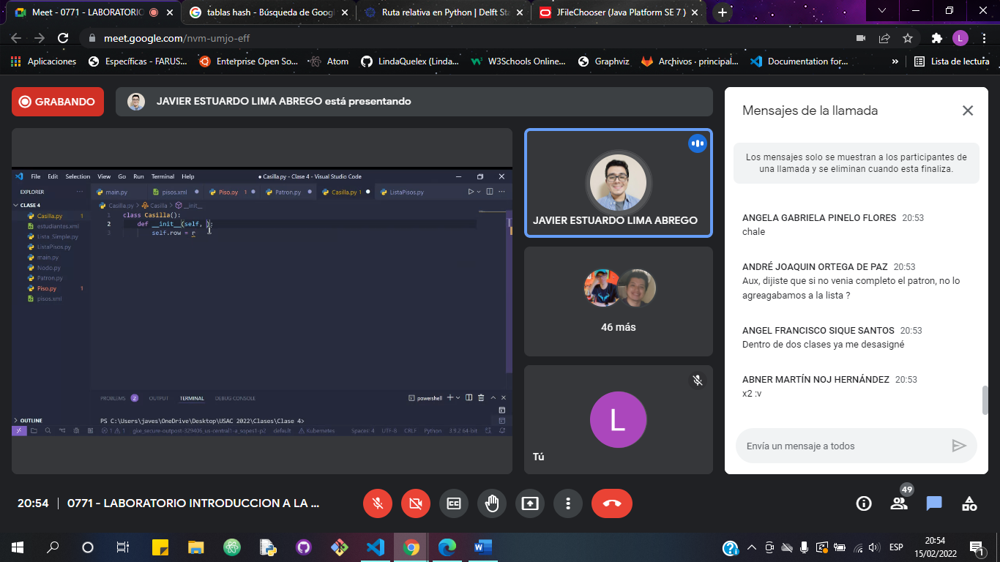 Meet - 0771 - LABORATORIO
tablas hash - Búsqueda de Googl
Ruta relativa en Python | Delft Sta
JFileChooser (Java Platform SE 7 )
meet.google.com/nvm-umjo-eff
L
Aplicaciones
Específicas - FARUS...
Enterprise Open So...
Atom
LindaQuelex (Linda...
W3Schools Online...
Graphviz
Archivos · principal...
Documentation for...
»
Lista de lectura
GRABANDO
JAVIER ESTUARDO LIMA ABREGO está presentando
File Edit Selection View Go Run Terminal Help
● Casilla.py - Clase 4 - Visual Studio Code
EXPLORER
main.py
pisos.xml
Piso.py 1
Patron.py
Casilla.py 1
ListaPisos.py
CLASE 4
Casilla.py 1
estudiantes.xml
Lista_Simple.py
ListaPisos.py
main.py
Nodo.py
Patron.py
Piso.py 1
pisos.xml
Casilla.py > Casilla > __init__
1 class Casilla():
2 def __init__(self, ):
3 self.row = r
PROBLEMS 2 OUTPUT TERMINAL DEBUG CONSOLE
powershell
PS C:\Users\javes\OneDrive\Desktop\USAC 2022\Clases\Clase 4>
OUTLINE
1 1 gke_secure-outpost-329406_us-central1-a_sopes1-p2 default Kubernetes Spaces: 4 UTF-8 CRLF Python 3.9.2 64-bit
JAVIER ESTUARDO LIMA ABREGO
46 más
L
Tú
Mensajes de la llamada
Los mensajes solo se muestran a los participantes de
una llamada y se eliminan cuando esta finaliza.
ANGELA GABRIELA PINELO FLORES 20:53
chale
ANDRÉ JOAQUIN ORTEGA DE PAZ 20:53
Aux, dijiste que si no venia completo el patron, no lo
agreagabamos a la lista ?
ANGEL FRANCISCO SIQUE SANTOS 20:53
Dentro de dos clases ya me desasigné
ABNER MARTÍN NOJ HERNÁNDEZ 20:53
x2 :v
Envía un mensaje a todos
20:54 | 0771 - LABORATORIO INTRODUCCION A LA ...
49
ESP
20:54
15/02/2022
1